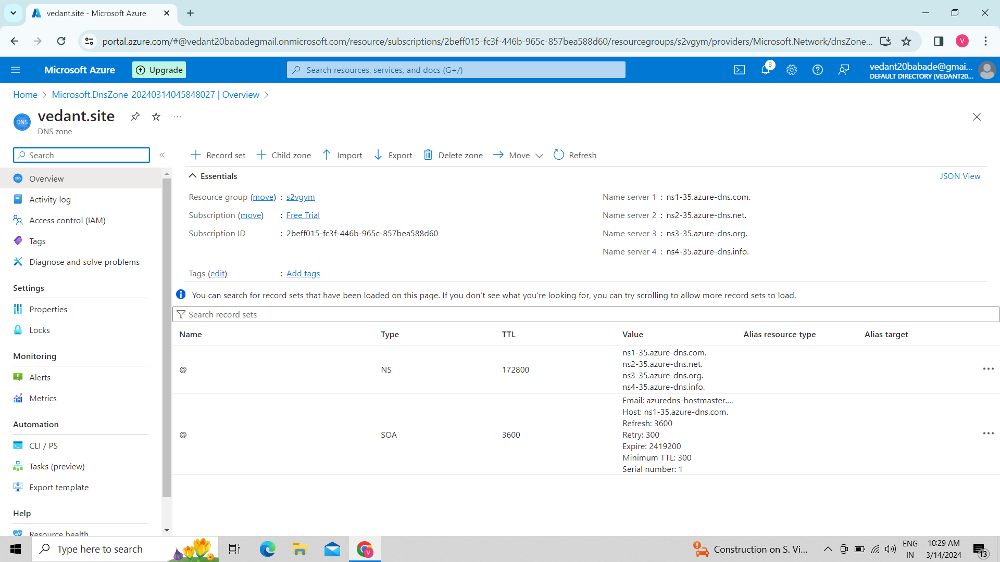 vedant.site - Microsoft Azure
portal.azure.com/#@vedant20babadegmail.onmicrosoft.com/resource/subscriptions/2beff015-fc3f-446b-965c-857bea588d60/resourcegroups/s2vgym/providers/Microsoft.Network/dnsZone...
V
Microsoft Azure
Upgrade
Search resources, services, and docs (G+/)
3
vedant20babade@gmai...
DEFAULT DIRECTORY (VEDANT20...
Home > Microsoft.DnsZone-20240314045848027 | Overview >
DNS
vedant.site
DNS zone
Search
Record set
Child zone
Import
Export
Delete zone
Move
Refresh
Overview
Activity log
Access control (IAM)
Tags
Diagnose and solve problems
Settings
Properties
Locks
Monitoring
Alerts
Metrics
Automation
CLI / PS
Tasks (preview)
Export template
Help
Resource health
Essentials
JSON View
Resource group (move) : s2vgym
Subscription (move) : Free Trial
Subscription ID : 2beff015-fc3f-446b-965c-857bea588d60
Name server 1 : ns1-35.azure-dns.com.
Name server 2 : ns2-35.azure-dns.net.
Name server 3 : ns3-35.azure-dns.org.
Name server 4 : ns4-35.azure-dns.info.
Tags (edit) : Add tags
You can search for record sets that have been loaded on this page. If you don't see what you're looking for, you can try scrolling to allow more record sets to load.
Search record sets
Name Type TTL Value Alias resource type Alias target
@ NS 172800
ns1-35.azure-dns.com.
ns2-35.azure-dns.net.
ns3-35.azure-dns.org.
ns4-35.azure-dns.info.
@ SOA 3600
Email: azuredns-hostmaster....
Host: ns1-35.azure-dns.com.
Refresh: 3600
Retry: 300
Expire: 2419200
Minimum TTL: 300
Serial number: 1
Type here to search
V
Construction on S. Vi...
ENG
IN
10:29 AM
3/14/2024
13